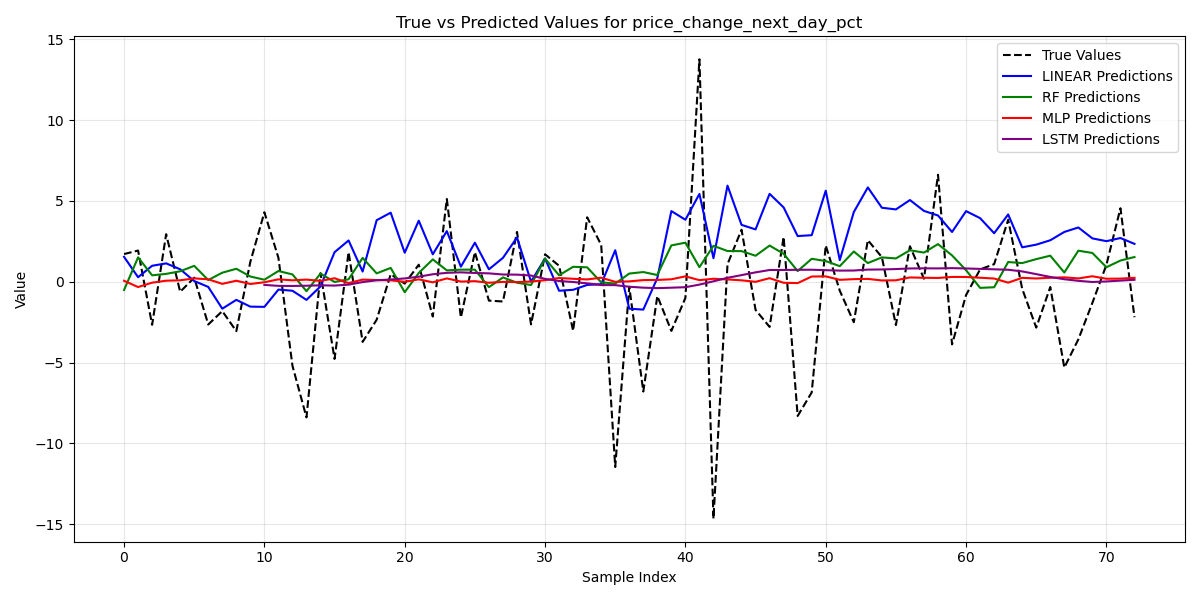 True vs Predicted Values for price_change_next_day_pct
15
10
5
0
−5
−10
−15
Value
True Values
LINEAR Predictions
RF Predictions
MLP Predictions
LSTM Predictions
0 10 20 30 40 50 60 70
Sample Index